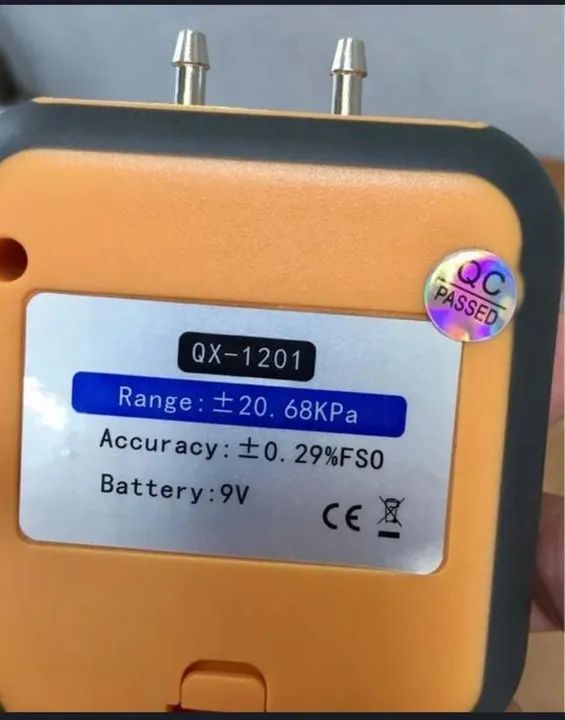 QC
PASSED
QX-1201
Range:±20.68KPa
Accuracy:±0.29%FSO
Battery:9V
CE